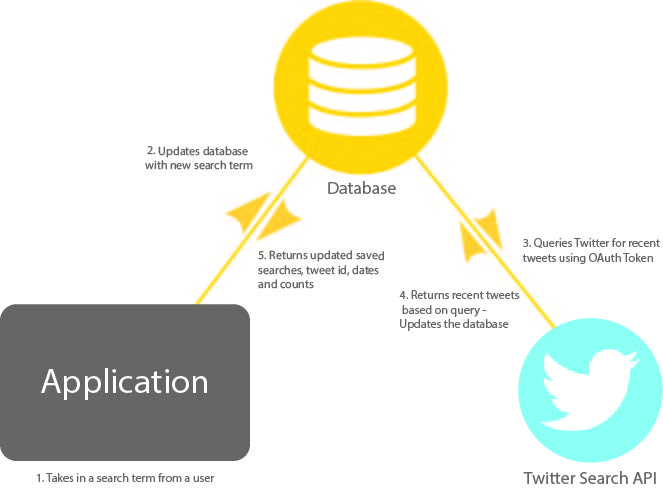 2. Updates database
with new search term
Database
5. Returns updated saved
searches, tweet id, dates
and counts
3. Queries Twitter for recent
tweets using OAuth Token
4. Returns recent tweets
based on query -
Updates the database
Application
1. Takes in a search term from a user
Twitter Search API